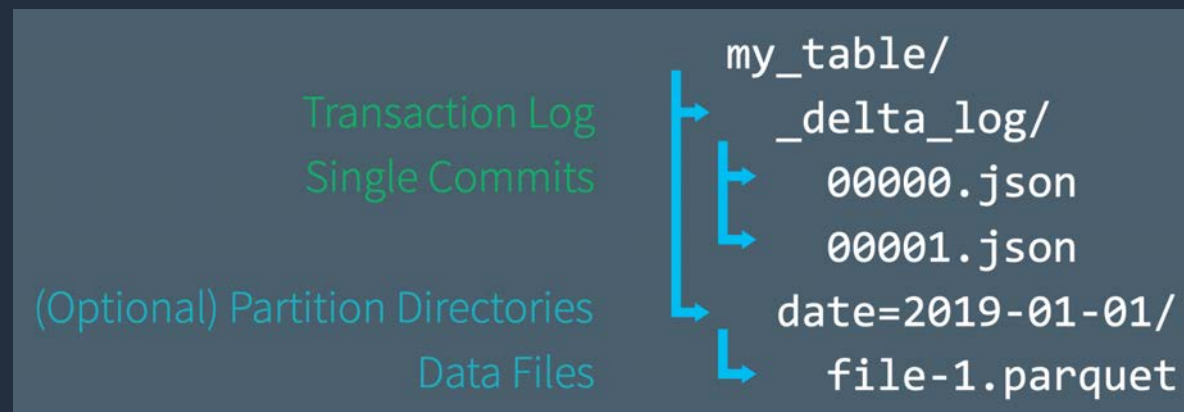 my_table/
Transaction Log _delta_log/
Single Commits 00000.json
00001.json
(Optional) Partition Directories date=2019-01-01/
Data Files file-1.parquet